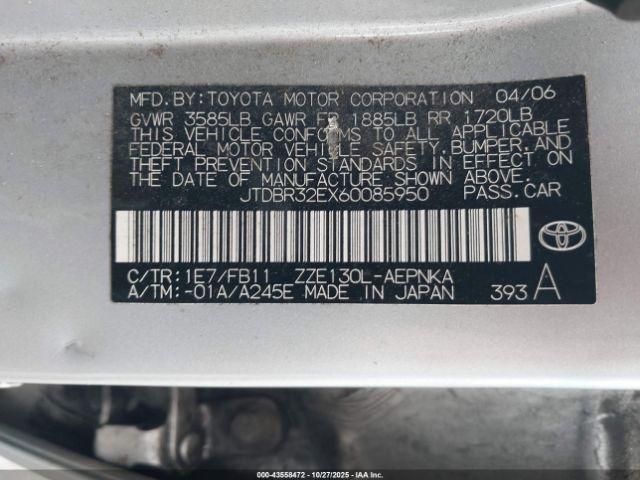 MFD. BY: TOYOTA MOTOR CORPORATION 04/06
GVWR 3585LB GAWR FR 1885LB RR 1720LB
THIS VEHICLE CONFORMS TO ALL APPLICABLE
FEDERAL MOTOR VEHICLE SAFETY, BUMPER, AND
THEFT PREVENTION STANDARDS IN EFFECT ON
THE DATE OF MANUFACTURE SHOWN ABOVE.
JTDBR32EX60085950 PASS.CAR
C/TR: 1E7/FB11 ZZE130L-AEPNKA
A/TM: -01A/A245E MADE IN JAPAN 393 A
000-43558472 • 10/27/2025 • IAAI.COM